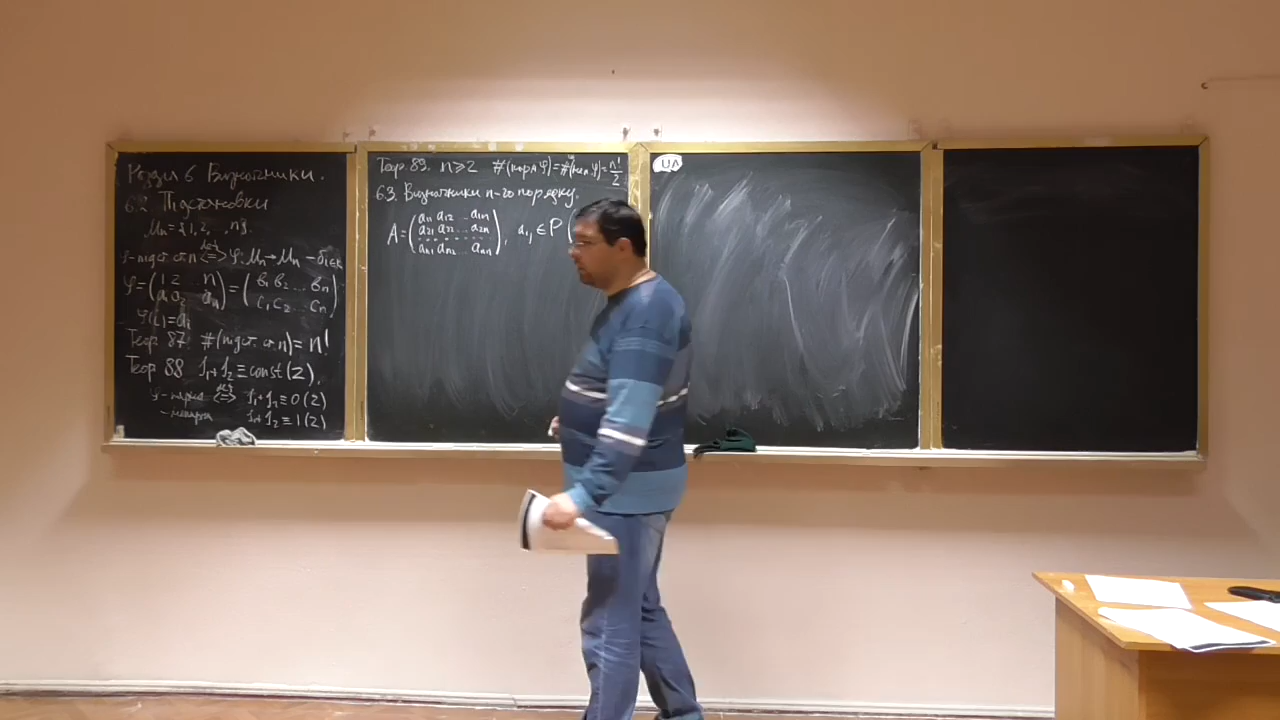 Розділ 6 Визначники.
6.2 Підстановки
Mₙ = {1, 2, , n}.
φ - підст. ст. n <=>def φ: Mₙ → Mₙ - бієк
φ = (1 2 .. n / a₁ a₂ aₙ) = (b₁ b₂ ... bₙ / c₁ c₂ ... cₙ)
φ(i) = aᵢ
Теор 87 #(підст. ст. n) = n!
Теор 88 I₁ + I₂ ≡ const (2).
φ - парна <=>def I₁ + I₂ ≡ 0 (2)
- непарна I₁ + I₂ ≡ 1 (2)
Теор 89. n ≥ 2 #(парн φ) = #(неп. φ) = n!/2
6.3. Визначники n-го порядку.
A = (a₁₁ a₁₂ ... a₁ₙ / a₂₁ a₂₂ ... a₂ₙ / ... / aₙ₁ aₙ₂ ... aₙₙ), aᵢⱼ ∈ P (
UA